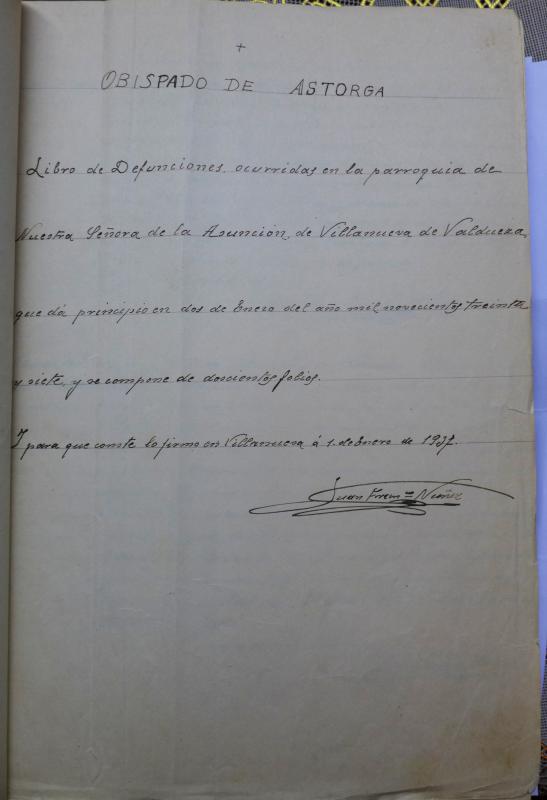 +
OBISPADO DE ASTORGA
Libro de Defunciones, ocurridas en la parroquia de
Nuestra Señora de la Asunción, de Villanueva de Valdueza,
que dá principio en dos de Enero del año mil, novecientos, treinta
y siete, y se compone de doscientos folios.
I para que conste lo firmo en Villanueva á 1. de Enero de 1937.
Juan Núñez